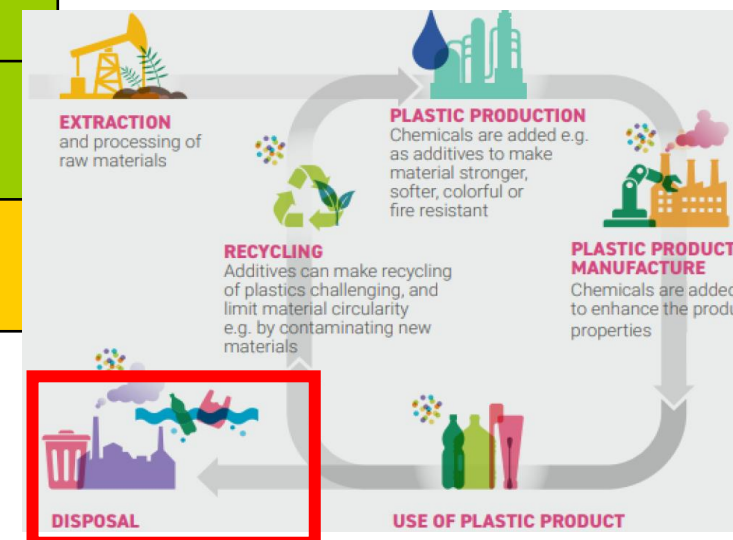 EXTRACTION
and processing of
raw materials
PLASTIC PRODUCTION
Chemicals are added e.g.
as additives to make
material stronger,
softer, colorful or
fire resistant
RECYCLING
Additives can make recycling
of plastics challenging, and
limit material circularity
e.g. by contaminating new
materials
PLASTIC PRODUCT
MANUFACTURE
Chemicals are added
to enhance the produ
properties
DISPOSAL
USE OF PLASTIC PRODUCT